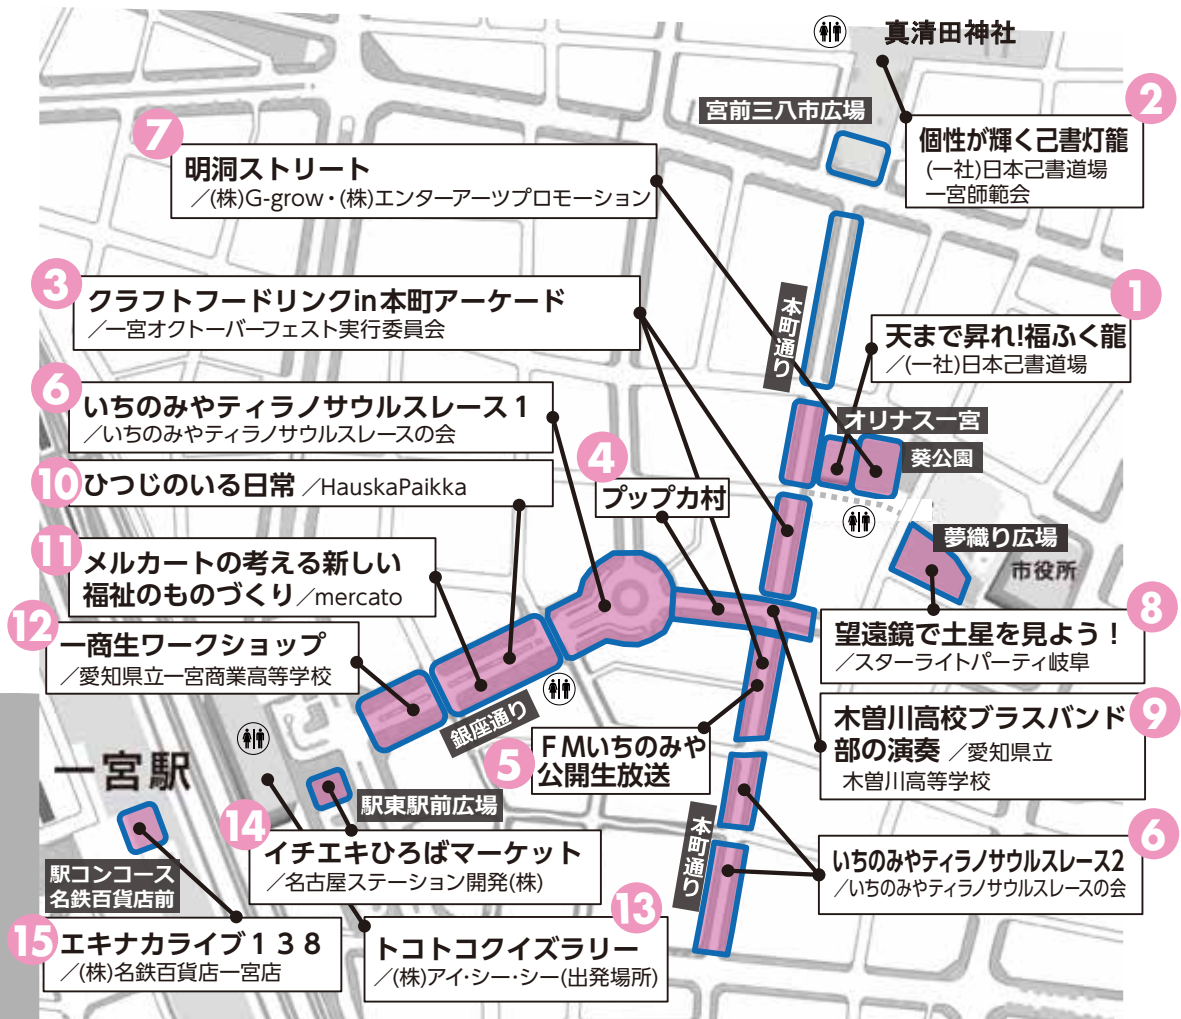 真清田神社
宮前三八市広場
2
個性が輝く己書灯籠
(一社)日本己書道場
一宮師範会
7
明洞ストリート
／(株)G-grow・(株)エンターアーツプロモーション
3
クラフトフードリンクin本町アーケード
／一宮オクトーバーフェスト実行委員会
本町通り
1
天まで昇れ!福ふく龍
／(一社)日本己書道場
6
いちのみやティラノサウルスレース1
／いちのみやティラノサウルスレースの会
オリナス一宮
葵公園
10
ひつじのいる日常／HauskaPaikka
4
プップカ村
11
メルカートの考える新しい
福祉のものづくり／mercato
夢織り広場
市役所
12
一商生ワークショップ
／愛知県立一宮商業高等学校
8
望遠鏡で土星を見よう！
／スターライトパーティ岐阜
銀座通り
5
FMいちのみや
公開生放送
9
木曽川高校ブラスバンド
部の演奏／愛知県立
木曽川高等学校
一宮駅
駅東駅前広場
14
イチエキひろばマーケット
／名古屋ステーション開発(株)
本町通り
6
いちのみやティラノサウルスレース2
／いちのみやティラノサウルスレースの会
駅コンコース
名鉄百貨店前
15
エキナカライブ１３８
／(株)名鉄百貨店一宮店
13
トコトコクイズラリー
／(株)アイ・シー・シー(出発場所)